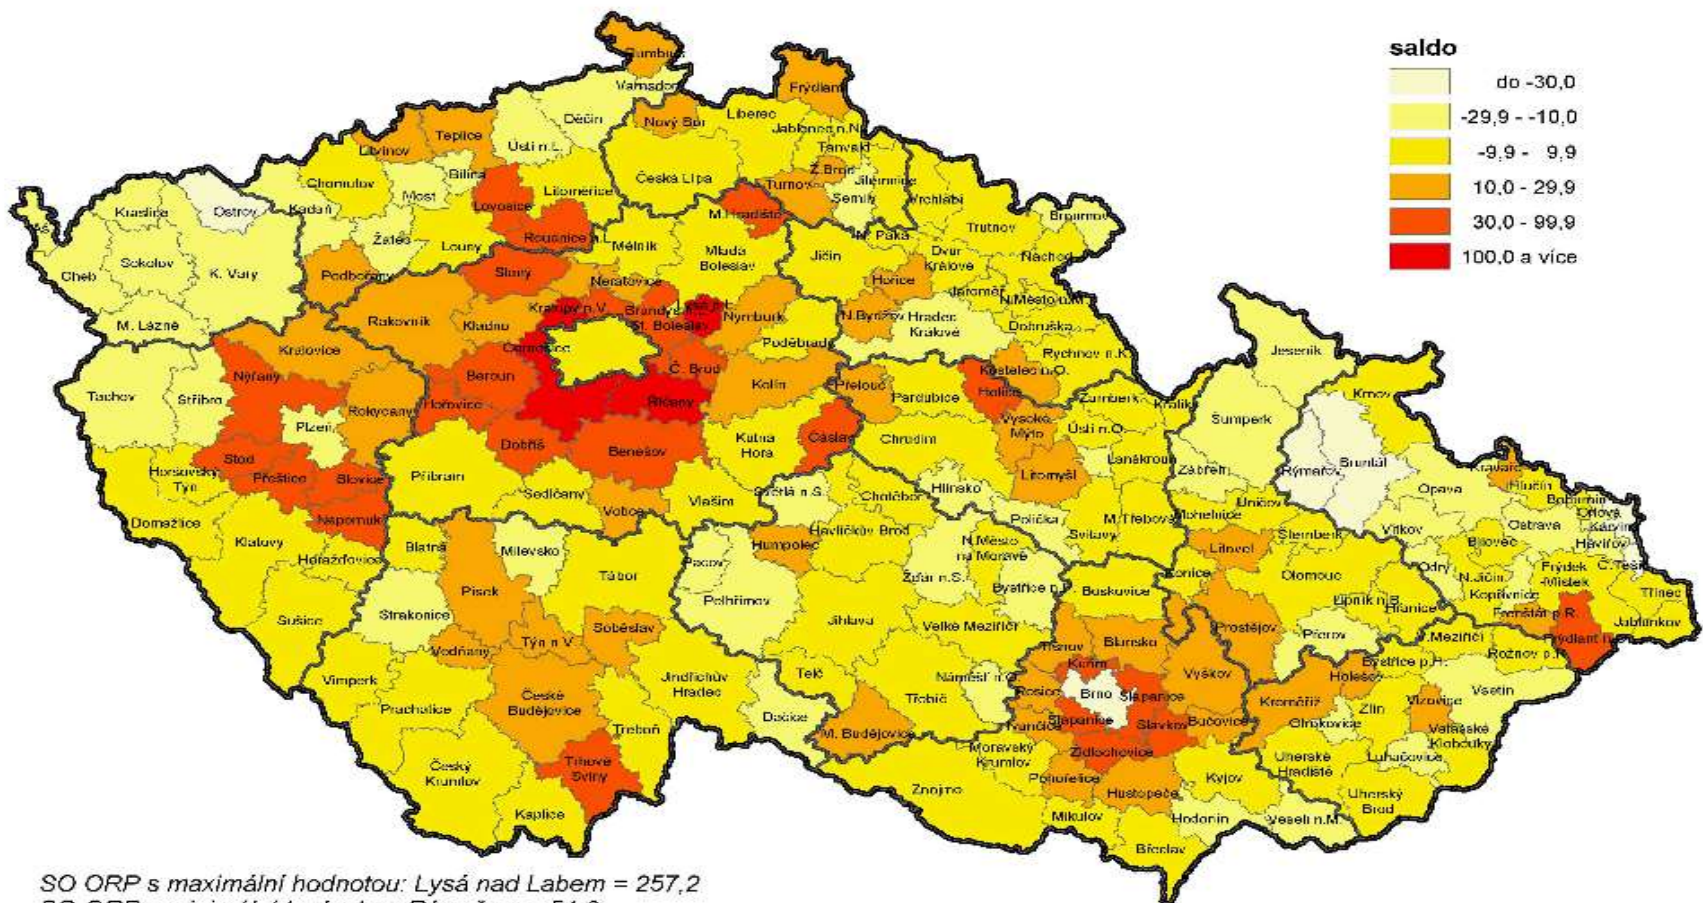 saldo
do -30,0
-29,9 - -10,0
-9,9 - 9,9
10,0 - 29,9
30,0 - 99,9
100,0 a více
Rumburk
Varnsdorf
Frýdlant
Děčín
Nový Bor
Liberec
Jablonec n.N.
Teplice
Ústí n.L.
Litvínov
Tanvald
Bílina
Ž.Brod
Chomutov
Most
Litoměřice
Česká Lípa
Turnov
Jilemnice
Semily
Vrchlabí
Kraslice
Ostrov
Kadaň
Lovosice
M.Hradiště
Trutnov
Broumov
Aš
Žatec
Louny
Roudnice n.L.
Mělník
Mladá
Boleslav
N. Paka
Jičín
Dvůr
Králové
Náchod
Cheb
Sokolov
K. Vary
Podbořany
Slaný
Neratovice
Hořice
Jaroměř
N.Město n.M.
M. Lázně
Rakovník
Kladno
Kralupy n.V.
Brandýs n.L.
St. Boleslav
Nymburk
N.Bydžov
Hradec
Králové
Dobruška
Poděbrady
Kralovice
Černošice
Č. Brod
Rychnov n.K.
Jeseník
Tachov
Stříbro
Nýřany
Beroun
Kolín
Přelouč
Kostelec n.O.
Rokycany
Hořovice
Říčany
Pardubice
Holice
Žamberk
Králíky
Krnov
Plzeň
Dobříš
Benešov
Kutná
Hora
Čáslav
Chrudim
Vysoké
Mýto
Ústí n.O.
Šumperk
Stod
Přeštice
Blovice
Příbram
Lanškroun
Zábřeh
Rýmařov
Bruntál
Kravaře
Horšovský
Týn
Sedlčany
Vlašim
Světlá n.S.
Chotěboř
Hlinsko
Litomyšl
Opava
Hlučín
Domažlice
Nepomuk
Votice
Havlíčkův Brod
Polička
Svitavy
M.Třebová
Mohelnice
Uničov
Bohumín
Orlová
Karviná
Klatovy
Horažďovice
Blatná
Milevsko
Humpolec
N.Město
na Moravě
Šternberk
Vítkov
Ostrava
Havířov
Bílovec
Litovel
Konice
Tábor
Pacov
Žďár n.S.
Bystřice n.P.
Boskovice
Olomouc
Odry
N.Jičín
Frýdek
-Místek
Č.Těšín
Písek
Pelhřimov
Třinec
Kopřivnice
Sušice
Strakonice
Jihlava
Velké Meziříčí
Lipník n.B.
Hranice
Frenštát p.R.
Jablunkov
Týn n.V.
Soběslav
Prostějov
Přerov
Vodňany
Tišnov
Blansko
V.Meziříčí
Frýdlant n.O.
Rožnov p.R.
Kuřim
Vyškov
Bystřice p.H.
Holešov
Vimperk
Jindřichův
Hradec
Telč
Náměšť n.O.
Rosice
Brno
Šlapanice
Kroměříž
Vsetín
Prachatice
České
Budějovice
Třebíč
Dačice
Třeboň
M. Budějovice
Ivančice
Šlapanice
Slavkov
Bučovice
Otrokovice
Zlín
Vizovice
Valašské
Klobouky
Židlochovice
Luhačovice
Český
Krumlov
Trhové
Sviny
Moravský
Krumlov
Pohořelice
Hustopeče
Kyjov
Uherské
Hradiště
Uherský
Brod
Kaplice
Znojmo
Mikulov
Hodonín
Veselí n.M.
Břeclav
SO ORP s maximální hodnotou: Lysá nad Labem = 257,2